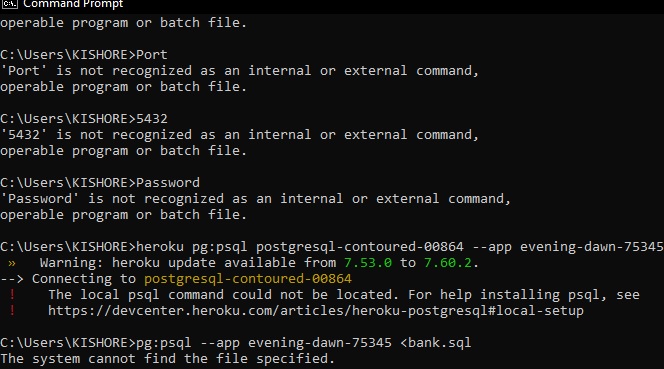 Command Prompt
operable program or batch file.
C:\Users\KISHORE>Port
'Port' is not recognized as an internal or external command,
operable program or batch file.
C:\Users\KISHORE>5432
'5432' is not recognized as an internal or external command,
operable program or batch file.
C:\Users\KISHORE>Password
'Password' is not recognized as an internal or external command,
operable program or batch file.
C:\Users\KISHORE>heroku pg:psql postgresql-contoured-00864 --app evening-dawn-75345
»   Warning: heroku update available from 7.53.0 to 7.60.2.
--> Connecting to postgresql-contoured-00864
!    The local psql command could not be located. For help installing psql, see
!    https://devcenter.heroku.com/articles/heroku-postgresql#local-setup
C:\Users\KISHORE>pg:psql --app evening-dawn-75345 <bank.sql
The system cannot find the file specified.